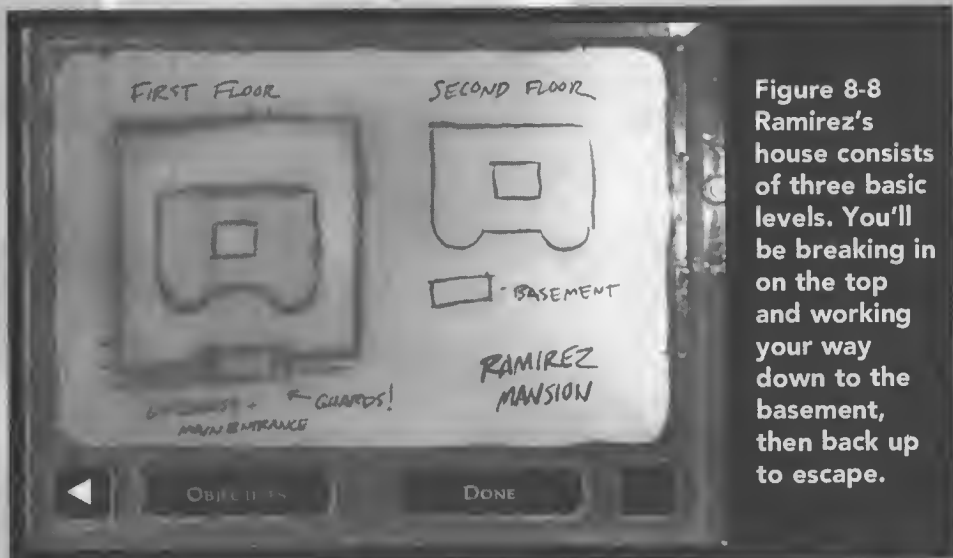 FIRST FLOOR
SECOND FLOOR
- BASEMENT
RAMIREZ
MANSION
← GUARDS!
MAIN ENTRANCE
OBJECTIVES
DONE
Figure 8-8
Ramirez's
house consists
of three basic
levels. You'll
be breaking in
on the top
and working
your way
down to the
basement,
then back up
to escape.